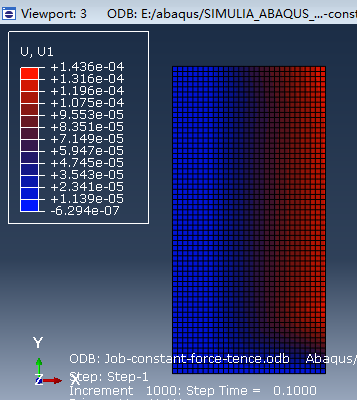 Viewport: 3 ODB: E:/abaqus/SIMULIA_ABAQUS_...-const
U, U1
+1.436e-04
+1.316e-04
+1.196e-04
+1.075e-04
+9.553e-05
+8.351e-05
+7.149e-05
+5.947e-05
+4.745e-05
+3.543e-05
+2.341e-05
+1.139e-05
-6.294e-07
Y
Z X
ODB: Job-constant-force-tence.odb Abaqus/
Step: Step-1
Increment 1000: Step Time = 0.1000